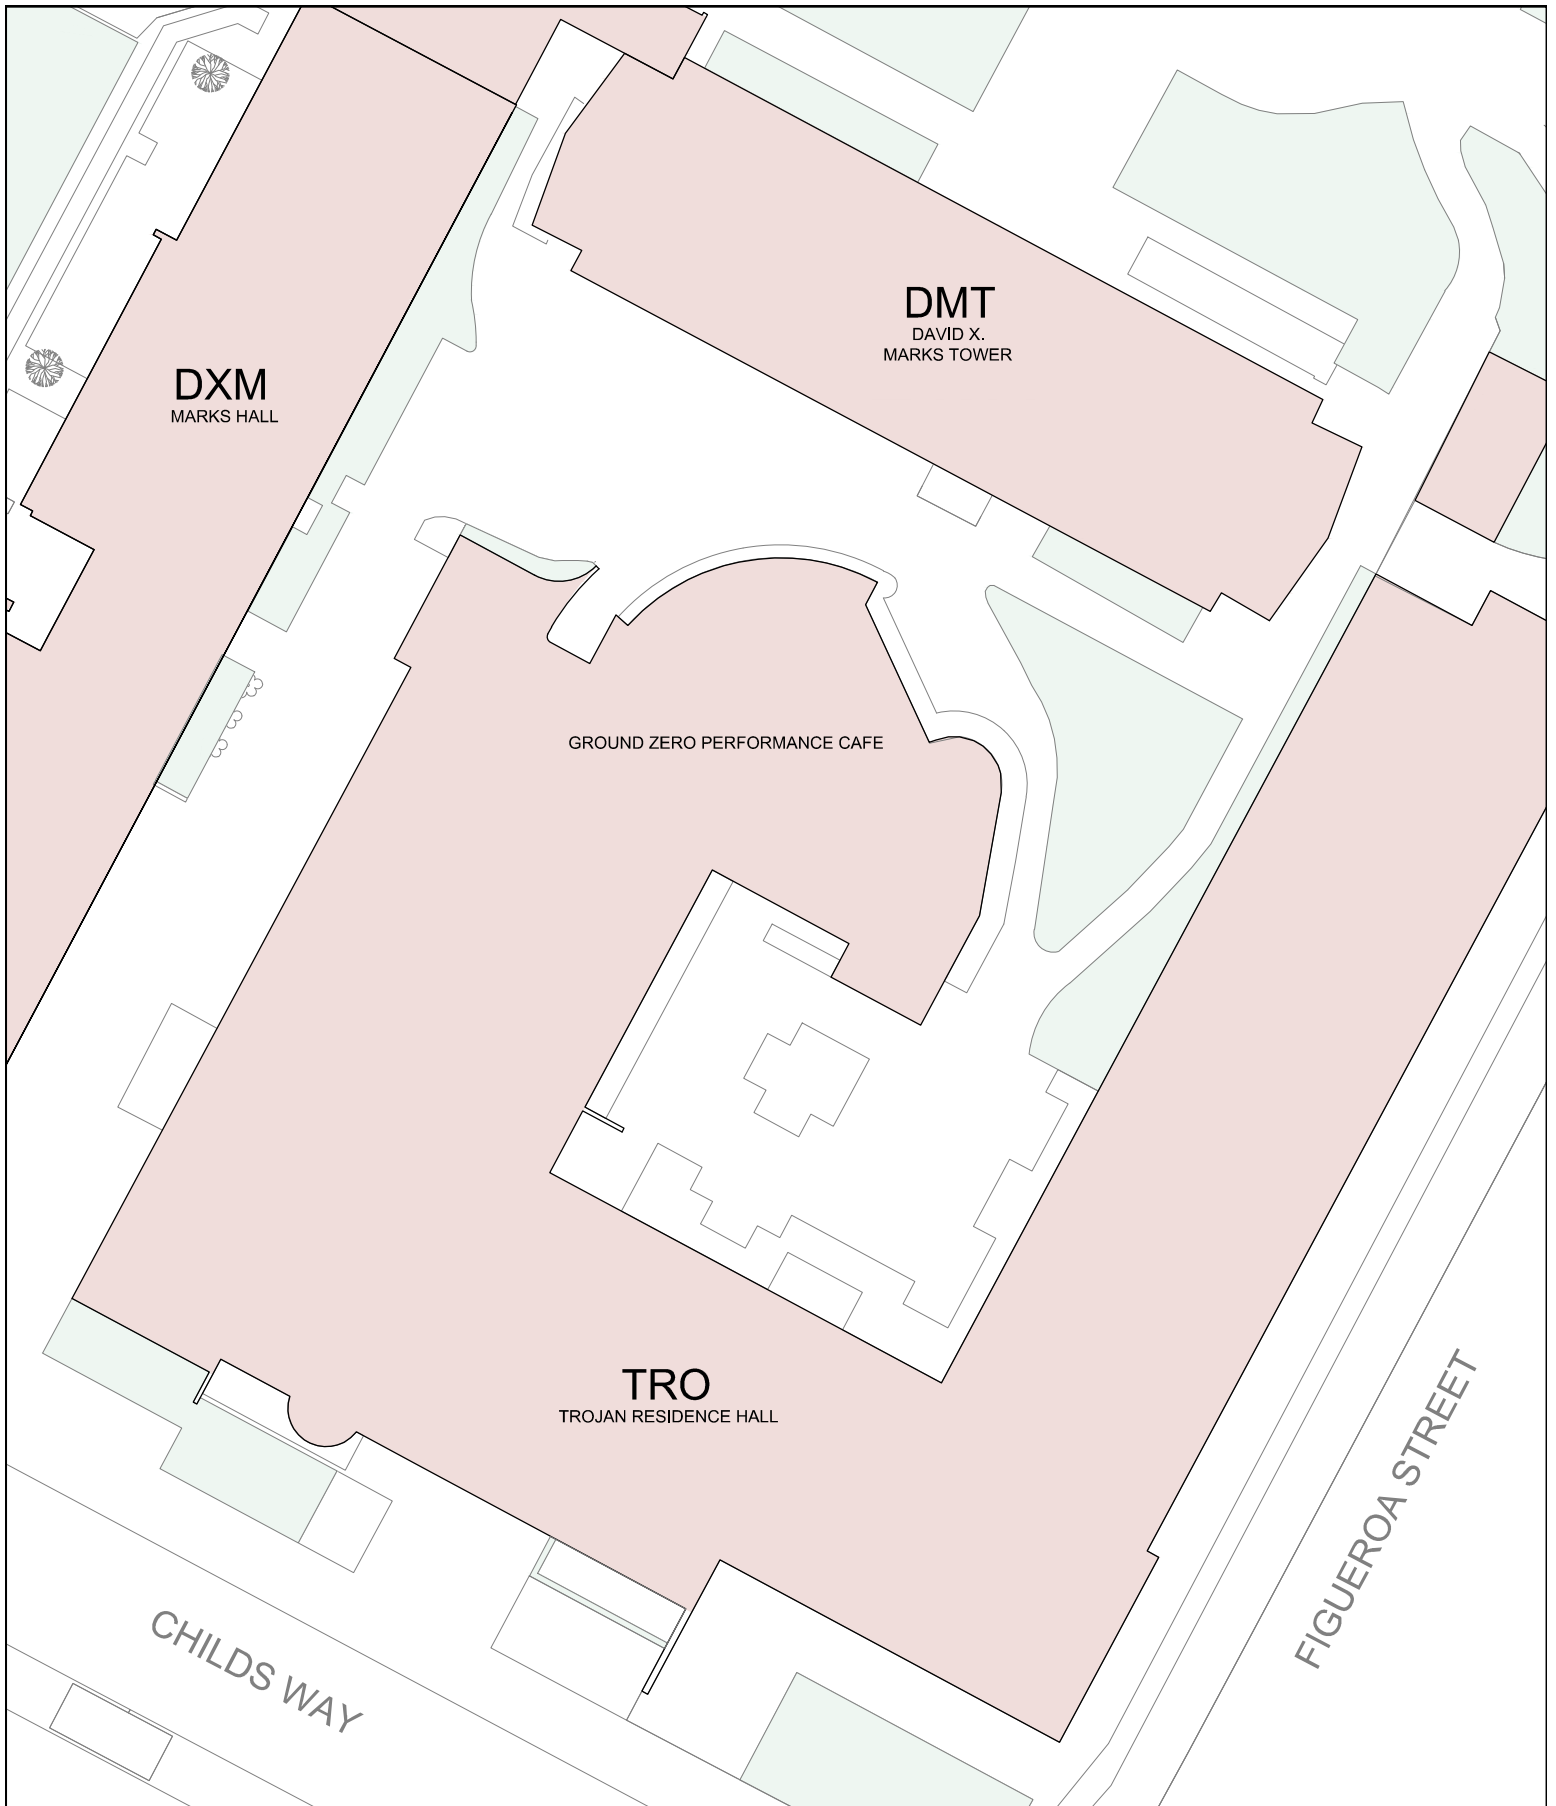 DMT
DAVID X.
MARKS TOWER
DXM
MARKS HALL
GROUND ZERO PERFORMANCE CAFE
TRO
TROJAN RESIDENCE HALL
FIGUEROA STREET
CHILDS WAY